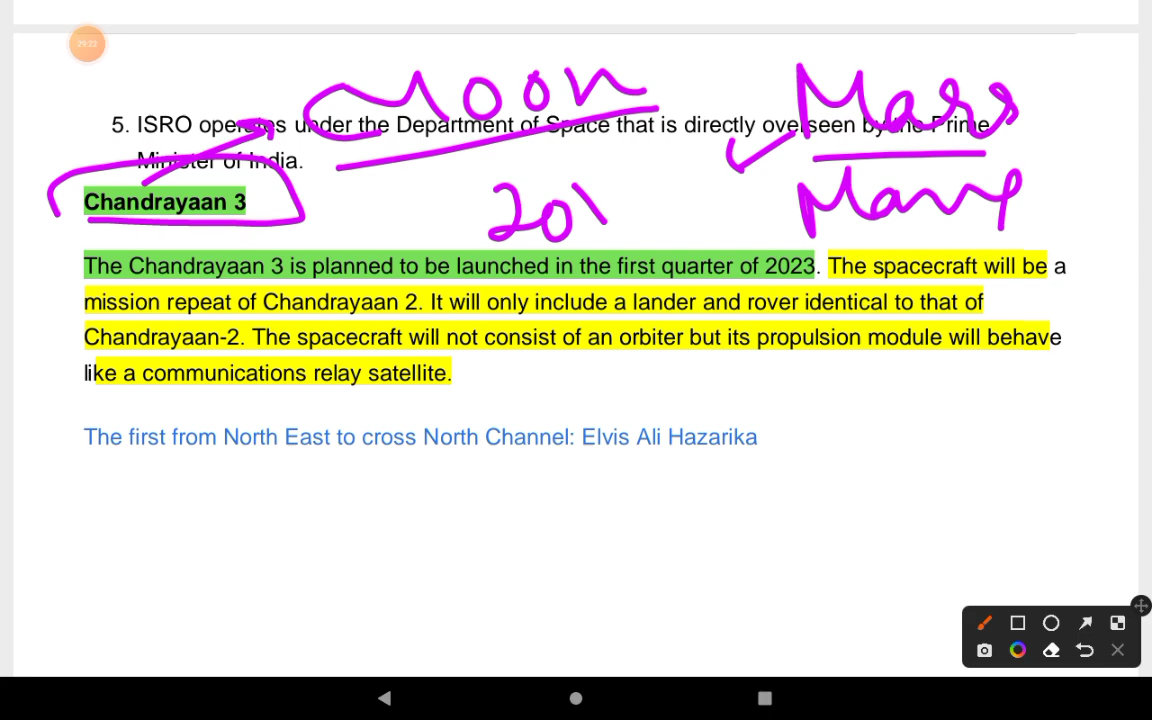 29:22
Moon Mars
5. ISRO operates under the Department of Space that is directly overseen by the Prime
Minister of India.
Chandrayaan 3
201
The Chandrayaan 3 is planned to be launched in the first quarter of 2023. The spacecraft will be a
mission repeat of Chandrayaan 2. It will only include a lander and rover identical to that of
Chandrayaan-2. The spacecraft will not consist of an orbiter but its propulsion module will behave
like a communications relay satellite.
The first from North East to cross North Channel: Elvis Ali Hazarika